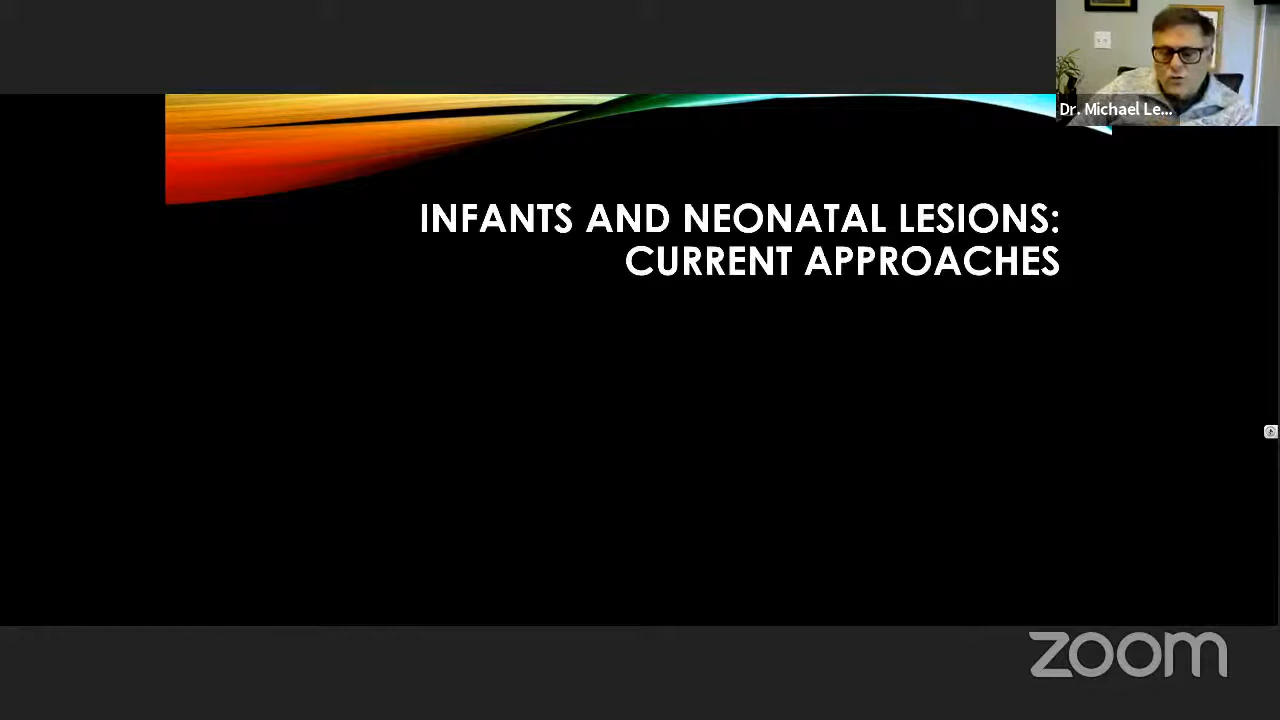 Dr. Michael Le...
INFANTS AND NEONATAL LESIONS:
CURRENT APPROACHES
zoom